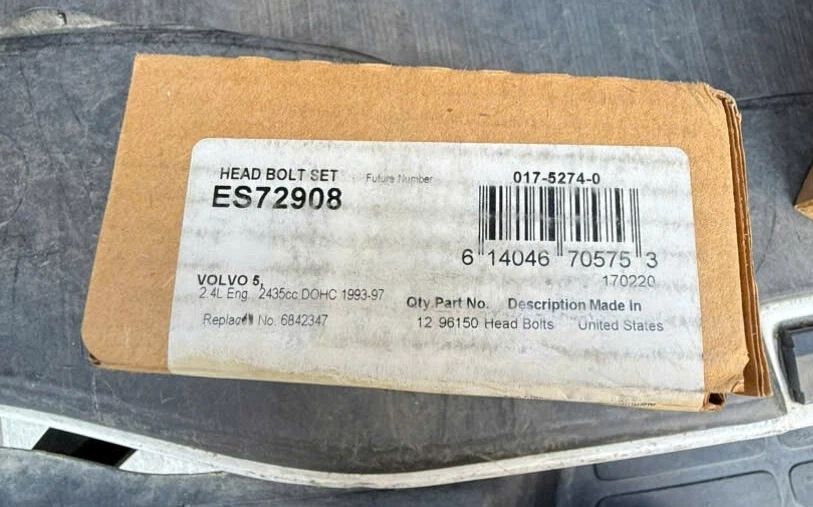 HEAD BOLT SET Future Number 017-5274-0
ES72908
6 14046 70575 3
170220
VOLVO 5,
2.4L Eng., 2435cc DOHC 1993-97
Qty. Part No. Description Made In
No. 6842347
12 96150 Head Bolts United States